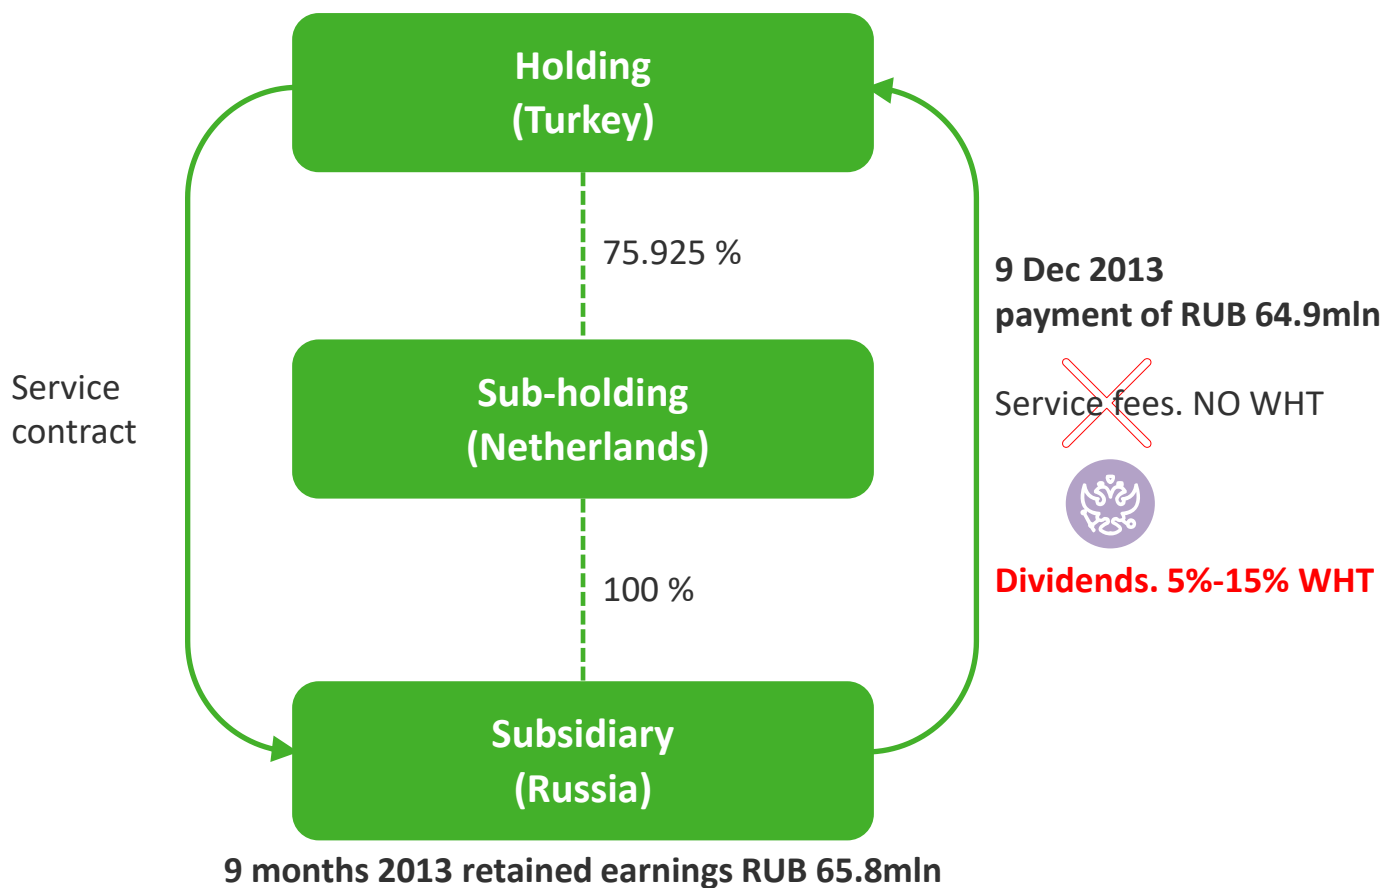 Holding
(Turkey)
75.925 %
9 Dec 2013
payment of RUB 64.9mln
Service
contract
Sub-holding
(Netherlands)
Service fees. NO WHT
Dividends. 5%-15% WHT
100 %
Subsidiary
(Russia)
9 months 2013 retained earnings RUB 65.8mln